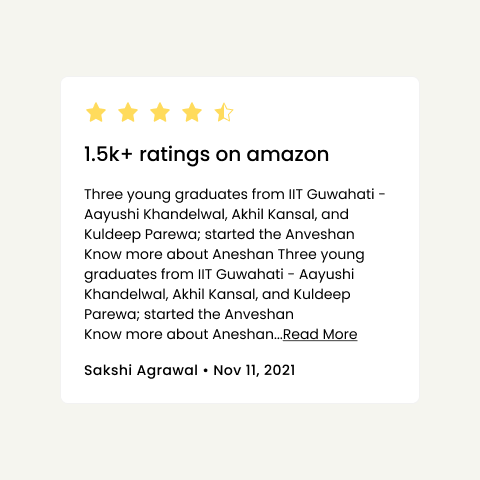 1.5k+ ratings on amazon
Three young graduates from IIT Guwahati -
Aayushi Khandelwal, Akhil Kansal, and
Kuldeep Parewa; started the Anveshan
Know more about Aneshan Three young
graduates from IIT Guwahati - Aayushi
Khandelwal, Akhil Kansal, and Kuldeep
Parewa; started the Anveshan
Know more about Aneshan...Read More
Sakshi Agrawal • Nov 11, 2021